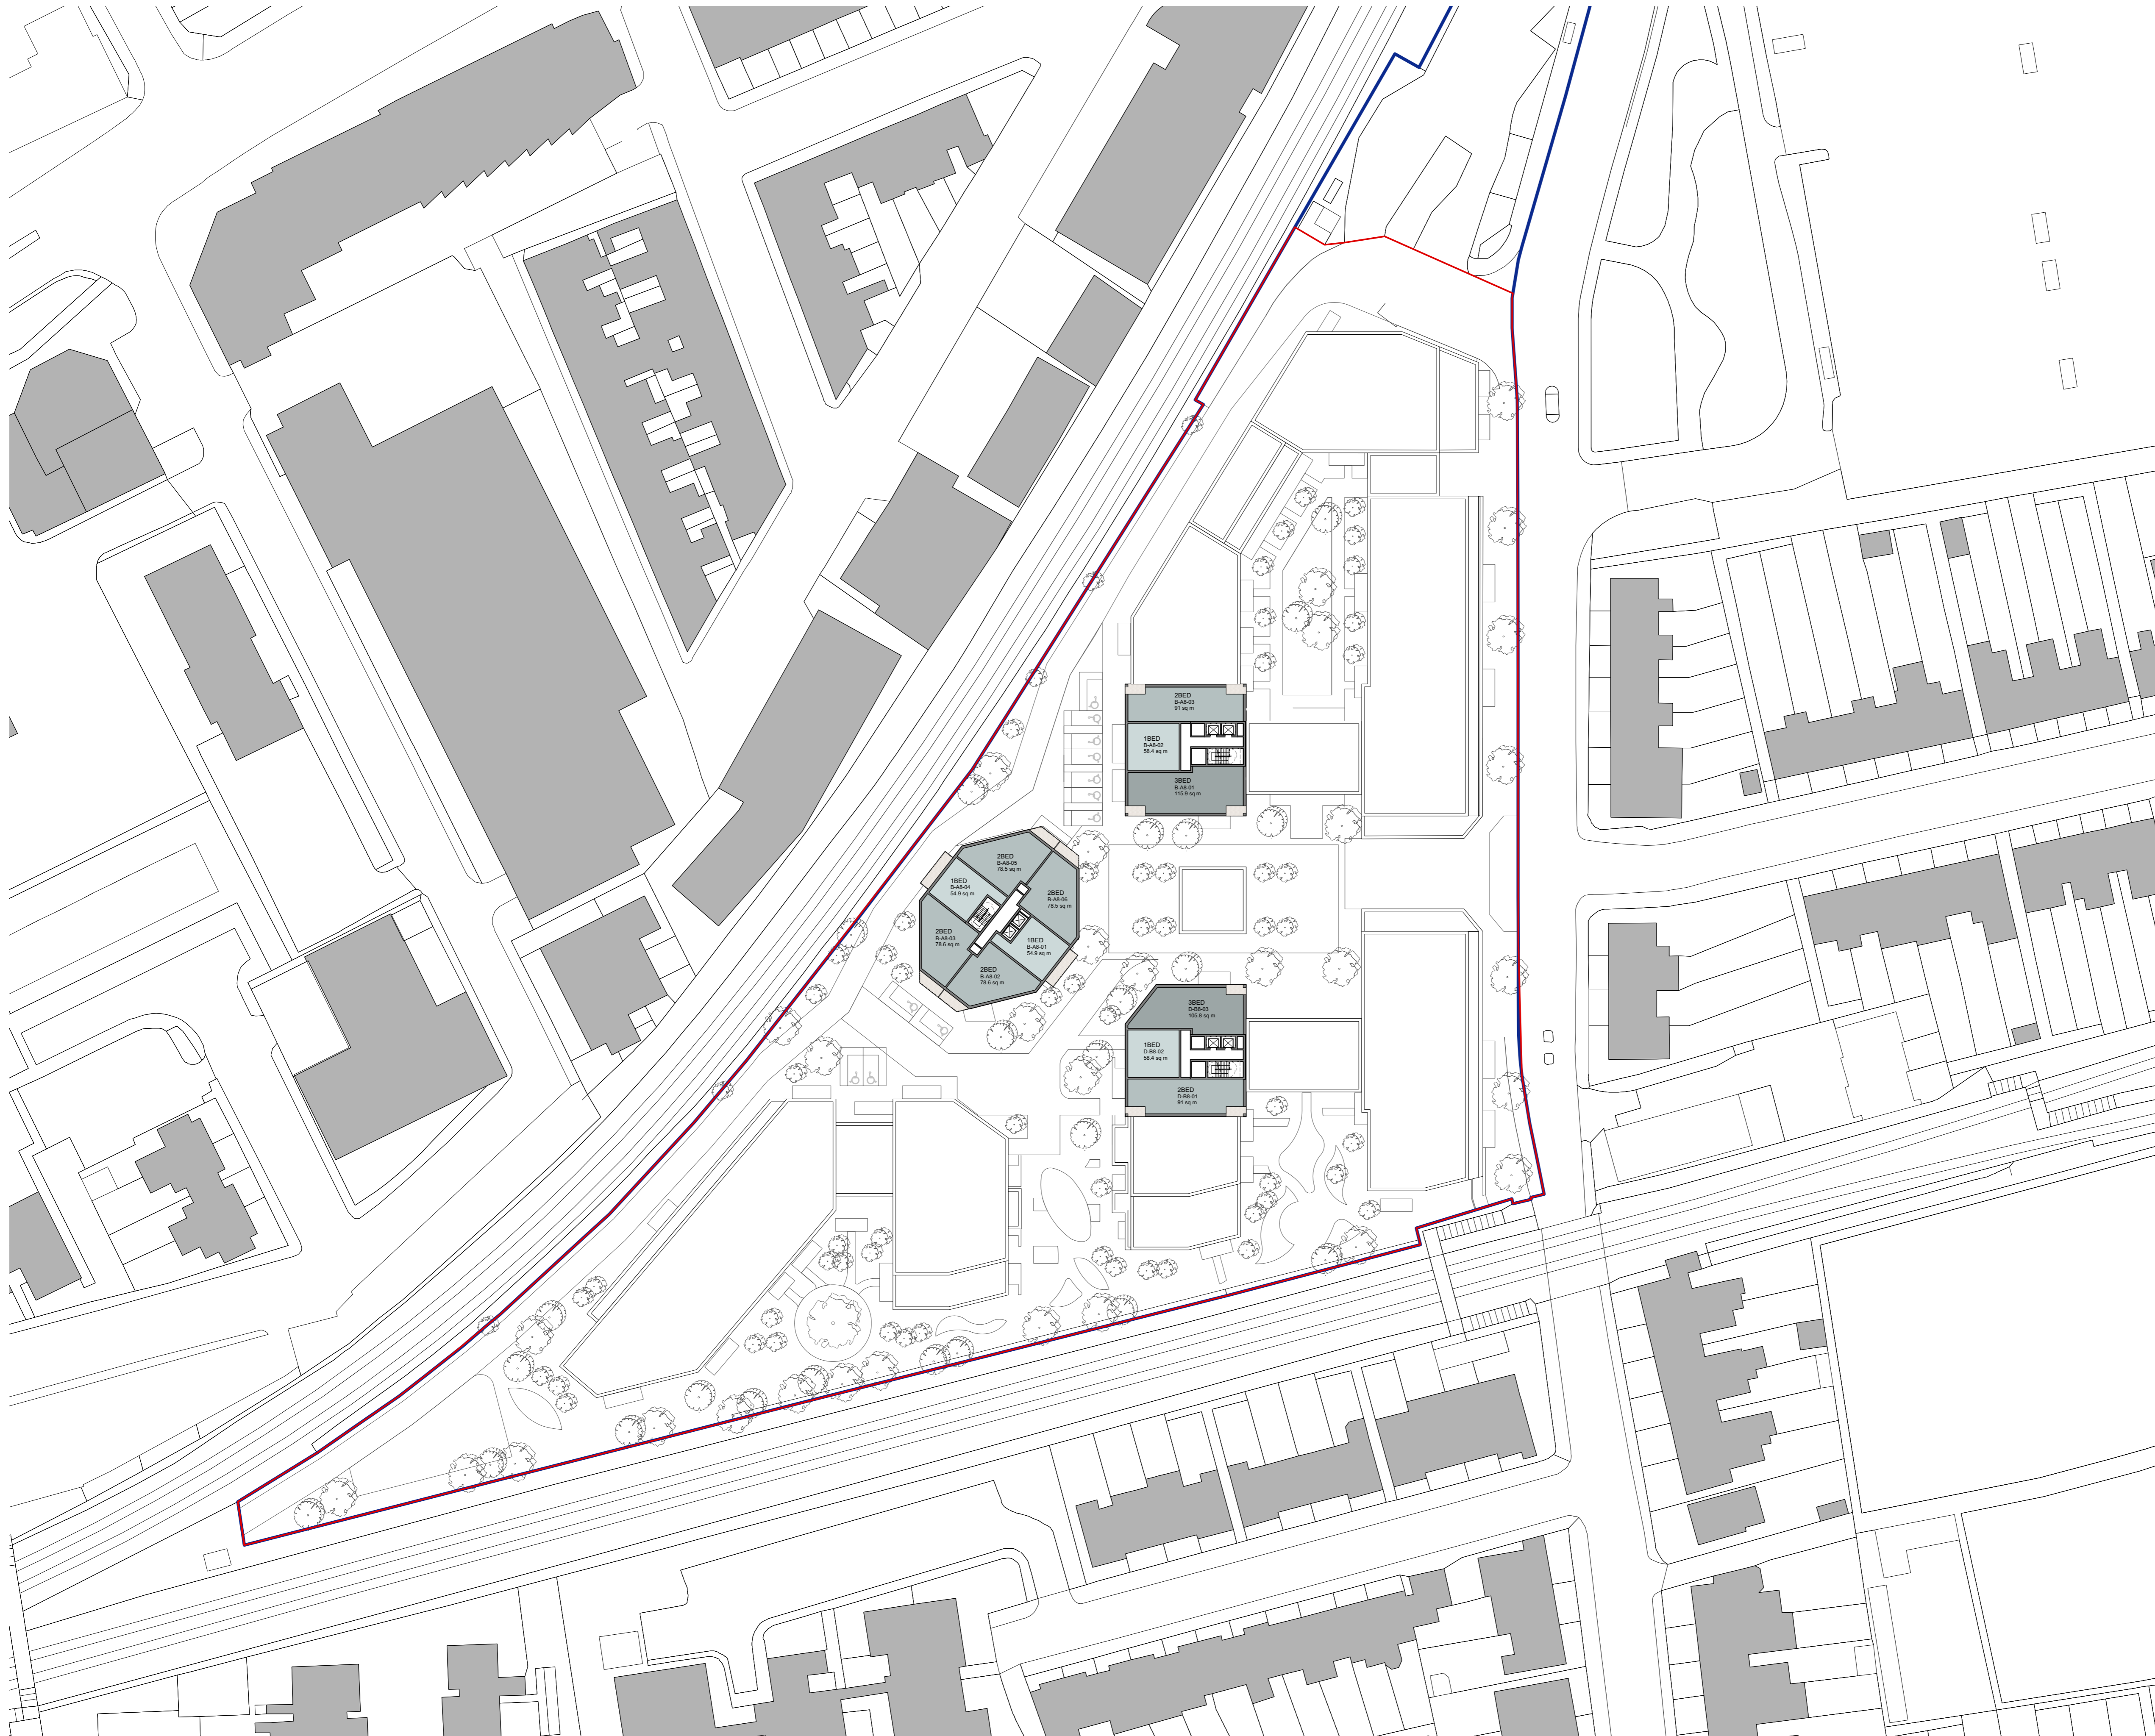 2BED
B-A8-03
91 sq m
1BED
B-A8-02
58.4 sq m
3BED
B-A8-01
115.9 sq m
2BED
B-A8-05
78.5 sq m
1BED
B-A8-04
54.9 sq m
2BED
B-A8-06
78.5 sq m
2BED
B-A8-03
78.6 sq m
1BED
B-A8-01
54.9 sq m
2BED
B-A8-02
78.6 sq m
3BED
D-B8-03
105.8 sq m
1BED
D-B8-02
58.4 sq m
2BED
D-B8-01
91 sq m